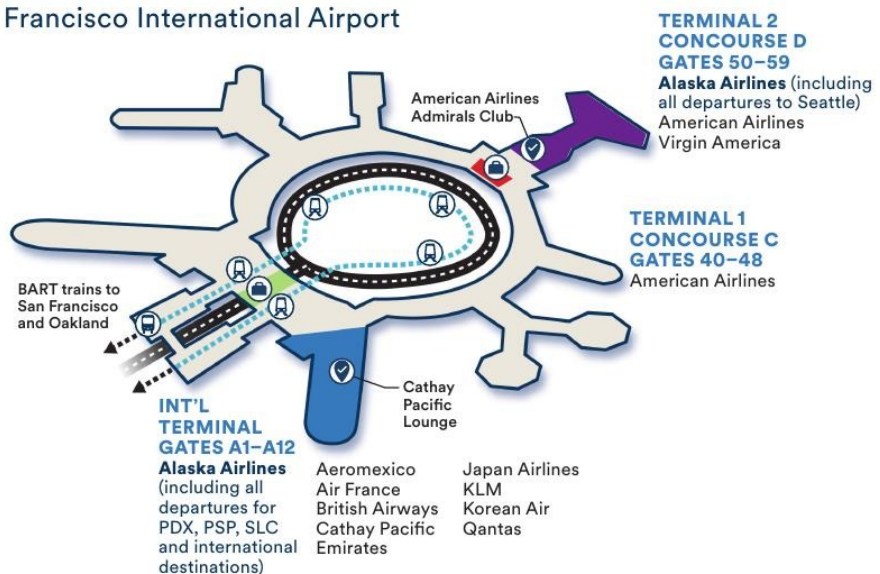 Francisco International Airport
TERMINAL 2
CONCOURSE D
GATES 50–59
Alaska Airlines (including
all departures to Seattle)
American Airlines
Virgin America
American Airlines
Admirals Club
TERMINAL 1
CONCOURSE C
GATES 40–48
American Airlines
BART trains to
San Francisco
and Oakland
Cathay
Pacific
Lounge
INT'L
TERMINAL
GATES A1–A12
Alaska Airlines
(including all
departures for
PDX, PSP, SLC
and international
destinations)
Aeromexico
Air France
British Airways
Cathay Pacific
Emirates
Japan Airlines
KLM
Korean Air
Qantas